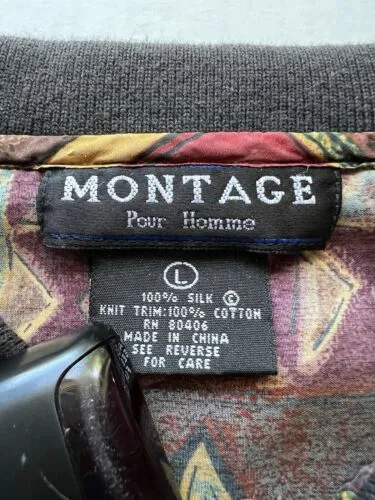 MONTAGE
Pour Homme
L
100% SILK ©
KNIT TRIM:100% COTTON
RN 80406
MADE IN CHINA
SEE REVERSE
FOR CARE